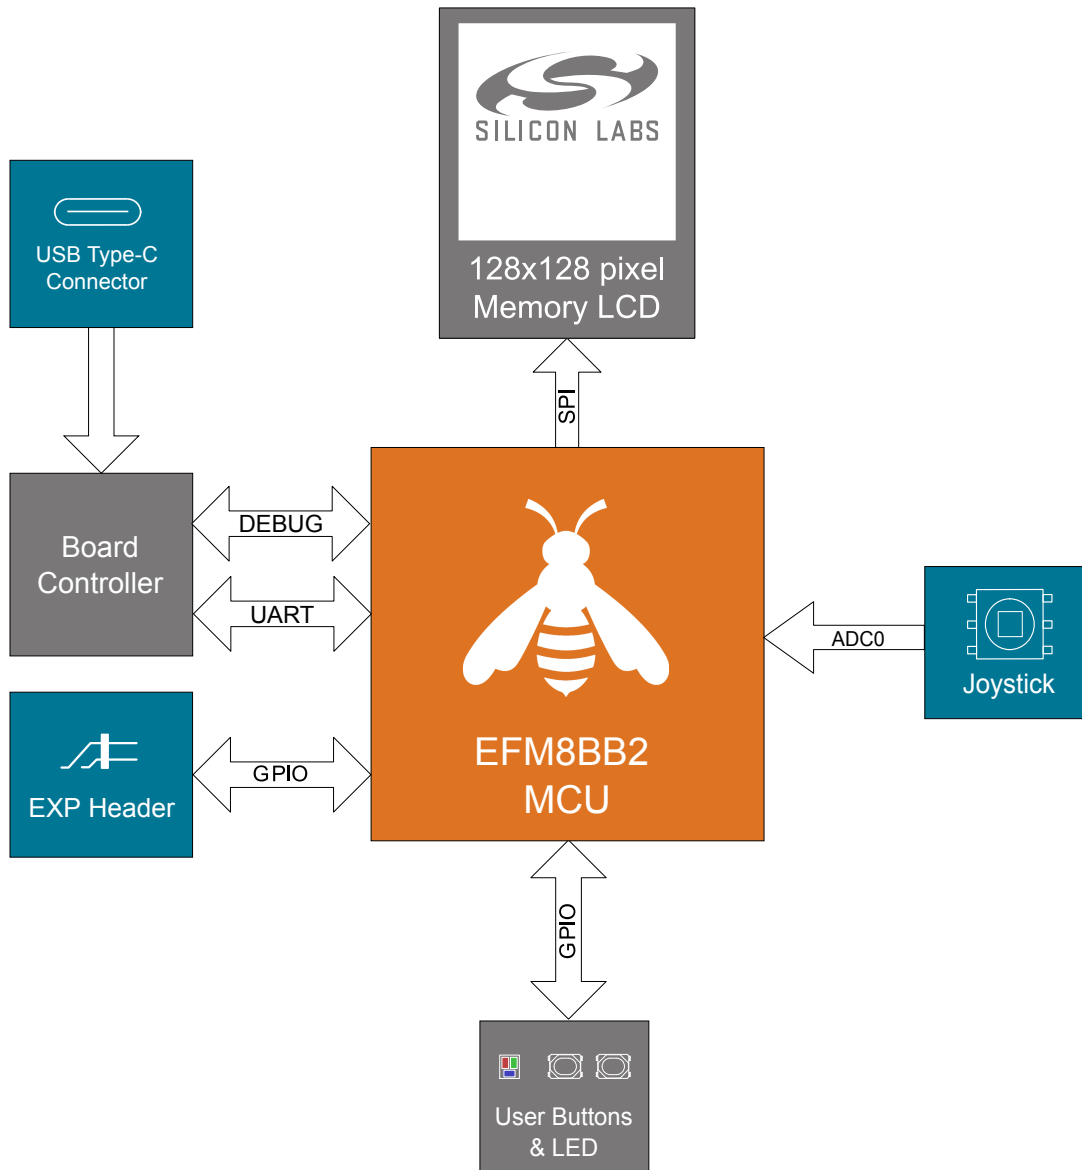 SILICON LABS
128x128 pixel
Memory LCD
USB Type-C
Connector
SPI
Board
Controller
DEBUG
UART
EFM8BB2
MCU
ADC0
Joystick
EXP Header
GPIO
GPIO
User Buttons
& LED